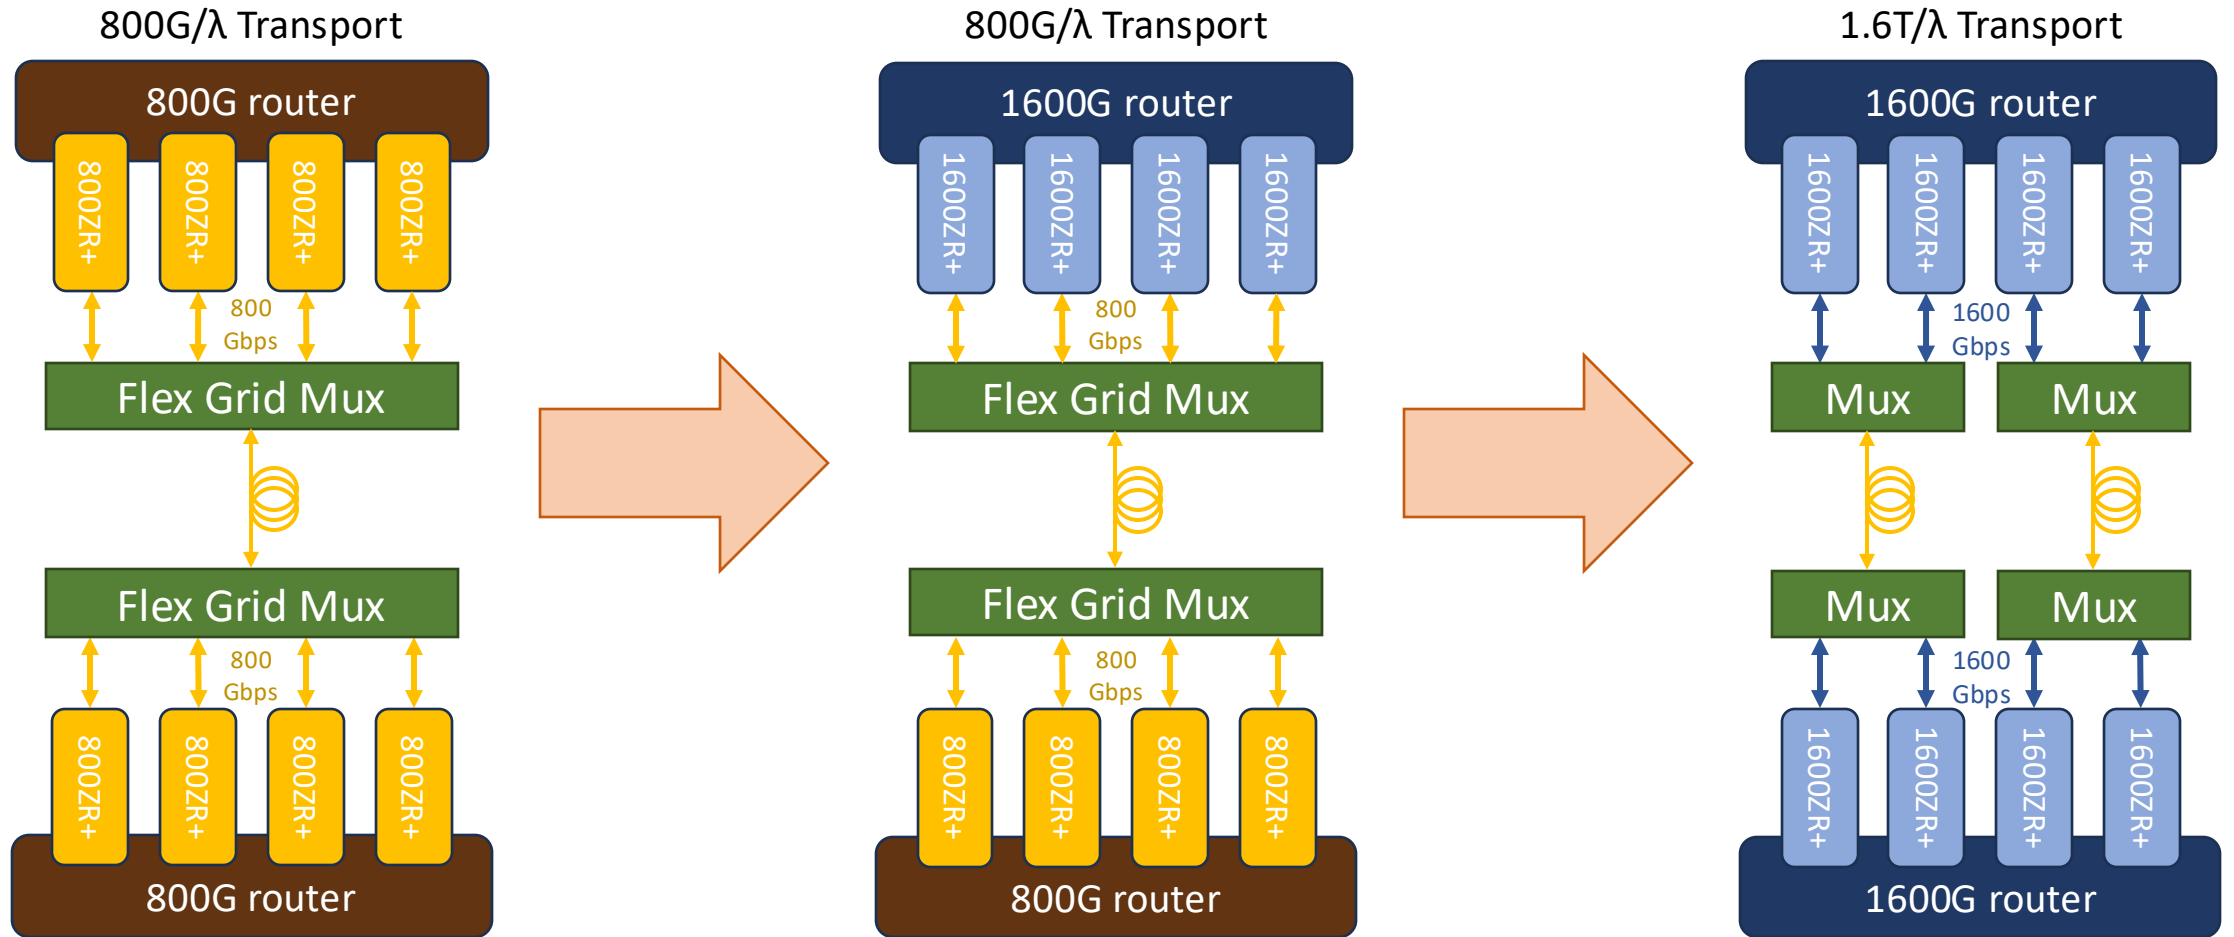 800G/λ Transport
800G router
800ZR+
800ZR+
800ZR+
800ZR+
800
Gbps
Flex Grid Mux
Flex Grid Mux
800
Gbps
800ZR+
800ZR+
800ZR+
800ZR+
800G router
800G/λ Transport
1600G router
1600ZR+
1600ZR+
1600ZR+
1600ZR+
800
Gbps
Flex Grid Mux
Flex Grid Mux
800
Gbps
800ZR+
800ZR+
800ZR+
800ZR+
800G router
1.6T/λ Transport
1600G router
1600ZR+
1600ZR+
1600ZR+
1600ZR+
1600
Gbps
Mux
Mux
Mux
Mux
1600
Gbps
1600ZR+
1600ZR+
1600ZR+
1600ZR+
1600G router